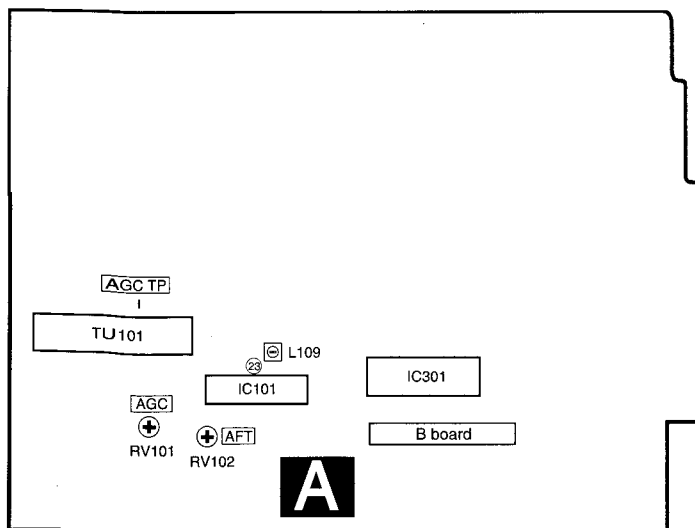 AGC TP
TU101
L109
23
IC101
IC301
AGC
AFT
B board
RV101
RV102
A